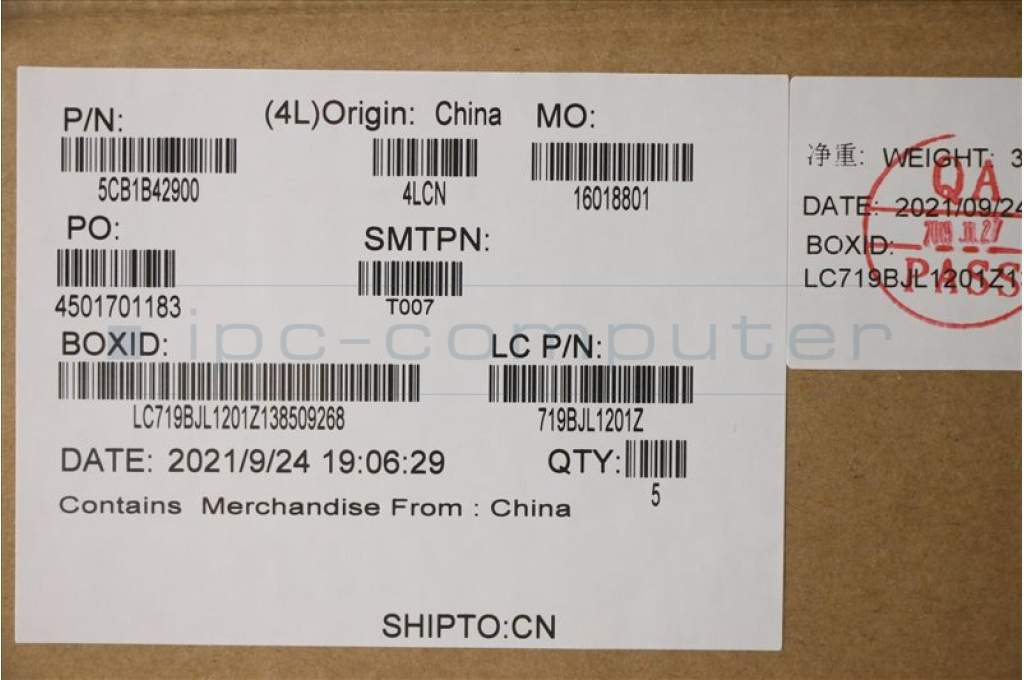 P/N:
5CB1B42900
(4L)Origin: China
4LCN
MO:
16018801
PO:
4501701183
SMTPN:
T007
BOXID:
LC719BJL1201Z138509268
LC P/N:
719BJL1201Z
DATE: 2021/9/24 19:06:29
QTY:
5
Contains Merchandise From : China
SHIPTO:CN
净重: WEIGHT: 3
DATE: 2021/09/24
BOXID:
LC719BJL1201Z1
QA
PASS
ipc-computer